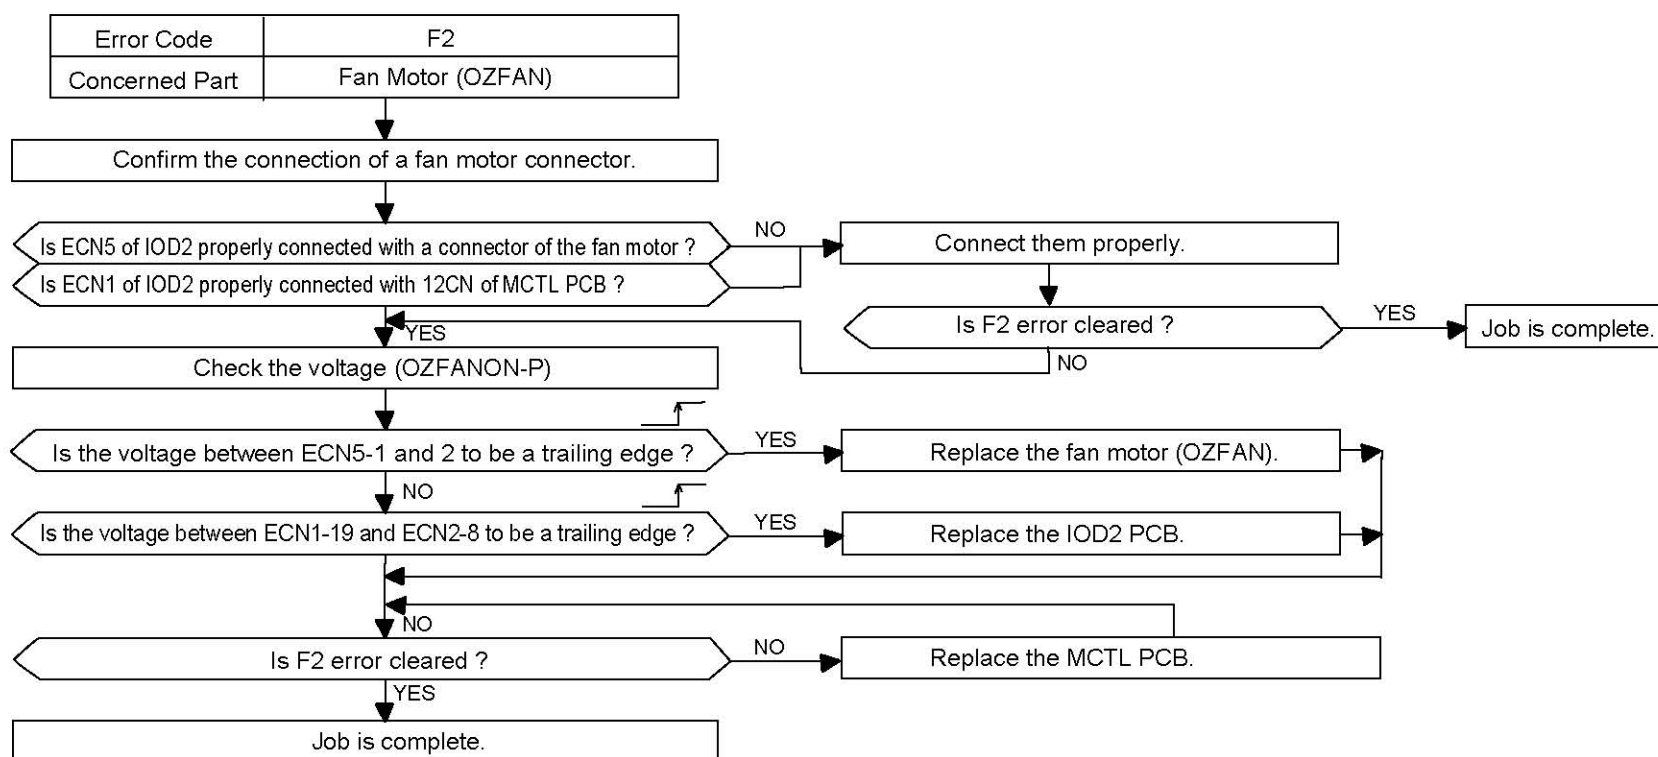 Error Code F2
Concerned Part Fan Motor (OZFAN)
Confirm the connection of a fan motor connector.
Is ECN5 of IOD2 properly connected with a connector of the fan motor ?
NO
Connect them properly.
Is ECN1 of IOD2 properly connected with 12CN of MCTL PCB ?
YES
Is F2 error cleared ?
YES
Job is complete.
NO
Check the voltage (OZFANON-P)
Is the voltage between ECN5-1 and 2 to be a trailing edge ?
YES
Replace the fan motor (OZFAN).
NO
Is the voltage between ECN1-19 and ECN2-8 to be a trailing edge ?
YES
Replace the IOD2 PCB.
NO
Is F2 error cleared ?
NO
Replace the MCTL PCB.
YES
Job is complete.